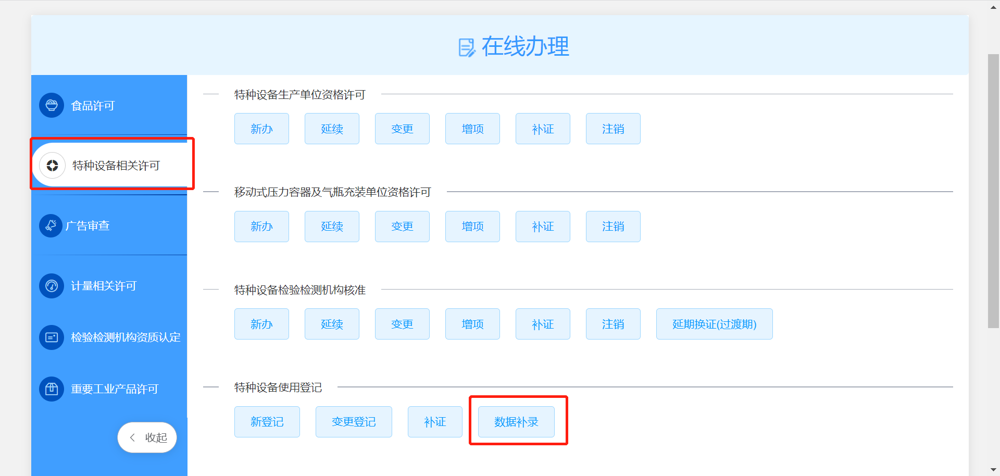 在线办理
食品许可
特种设备相关许可
广告审查
计量相关许可
检验检测机构资质认定
重要工业产品许可
收起
特种设备生产单位资格许可
新办 延续 变更 增项 补证 注销
移动式压力容器及气瓶充装单位资格许可
新办 延续 变更 增项 补证 注销
特种设备检验检测机构核准
新办 延续 变更 增项 补证 注销 延期换证(过渡期)
特种设备使用登记
新登记 变更登记 补证 数据补录